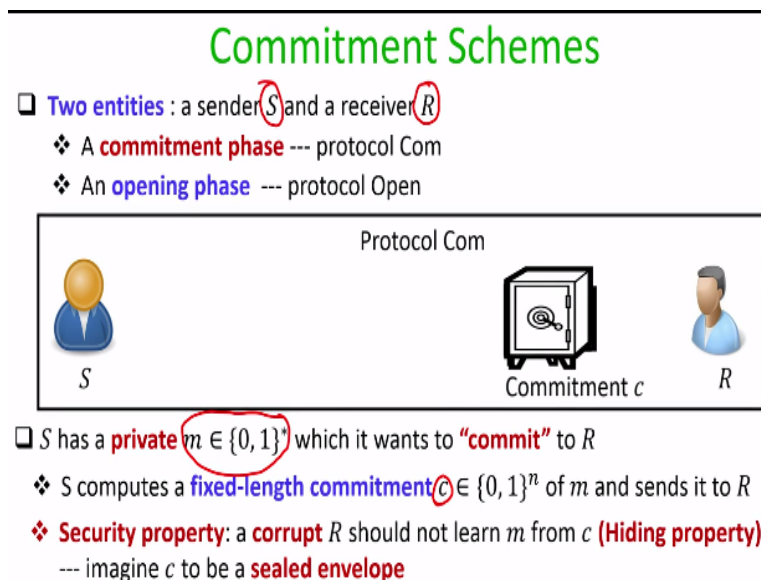 Commitment Schemes
❑ Two entities : a sender S and a receiver R
❖ A commitment phase --- protocol Com
❖ An opening phase --- protocol Open
Protocol Com
S
Commitment c
R
❑ S has a private m ∈ {0, 1}* which it wants to “commit” to R
❖ S computes a fixed-length commitment c ∈ {0, 1}ⁿ of m and sends it to R
❖ Security property: a corrupt R should not learn m from c (Hiding property)
--- imagine c to be a sealed envelope